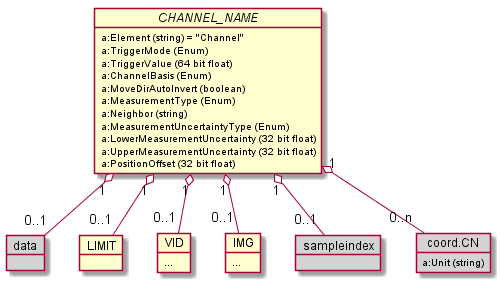 CHANNEL_NAME
a:Element (string) = "Channel"
a:TriggerMode (Enum)
a:TriggerValue (64 bit float)
a:ChannelBasis (Enum)
a:MoveDirAutoInvert (boolean)
a:MeasurementType (Enum)
a:Neighbor (string)
a:MeasurementUncertaintyType (Enum)
a:LowerMeasurementUncertainty (32 bit float)
a:UpperMeasurementUncertainty (32 bit float)
a:PositionOffset (32 bit float)
1 1 1 1 1 1
0..1 0..1 0..1 0..1 0..1 0..n
data LIMIT VID IMG sampleindex coord.CN
... ... a:Unit (string)